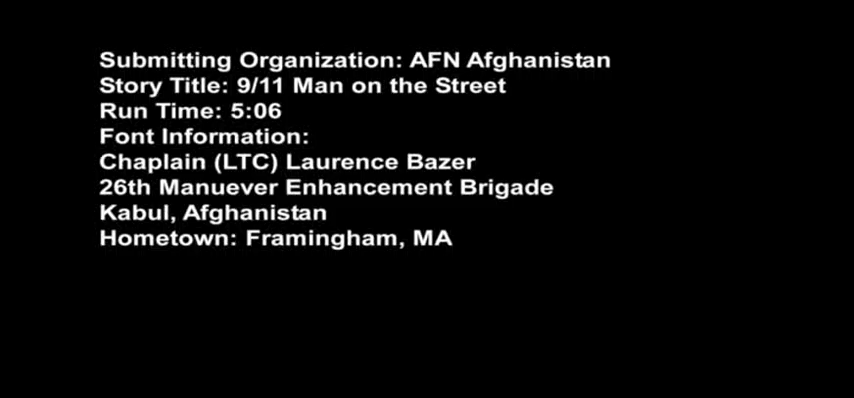 Submitting Organization: AFN Afghanistan
Story Title: 9/11 Man on the Street
Run Time: 5:06
Font Information:
Chaplain (LTC) Laurence Bazer
26th Manuever Enhancement Brigade
Kabul, Afghanistan
Hometown: Framingham, MA